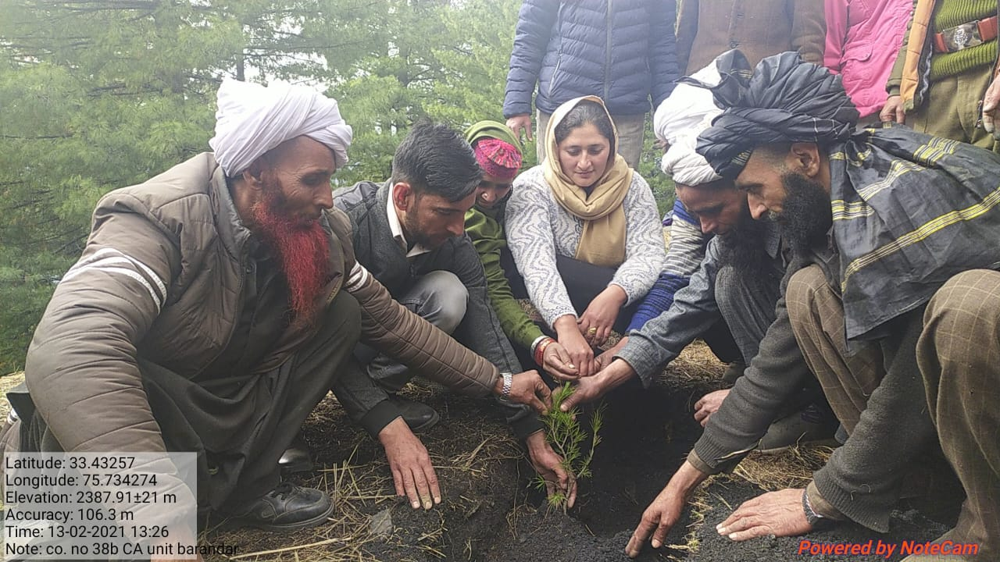 Latitude: 33.43257
Longitude: 75.734274
Elevation: 2387.91±21 m
Accuracy: 106.3 m
Time: 13-02-2021 13:26
Note: co. no 38b CA unit barandar
Powered by NoteCam